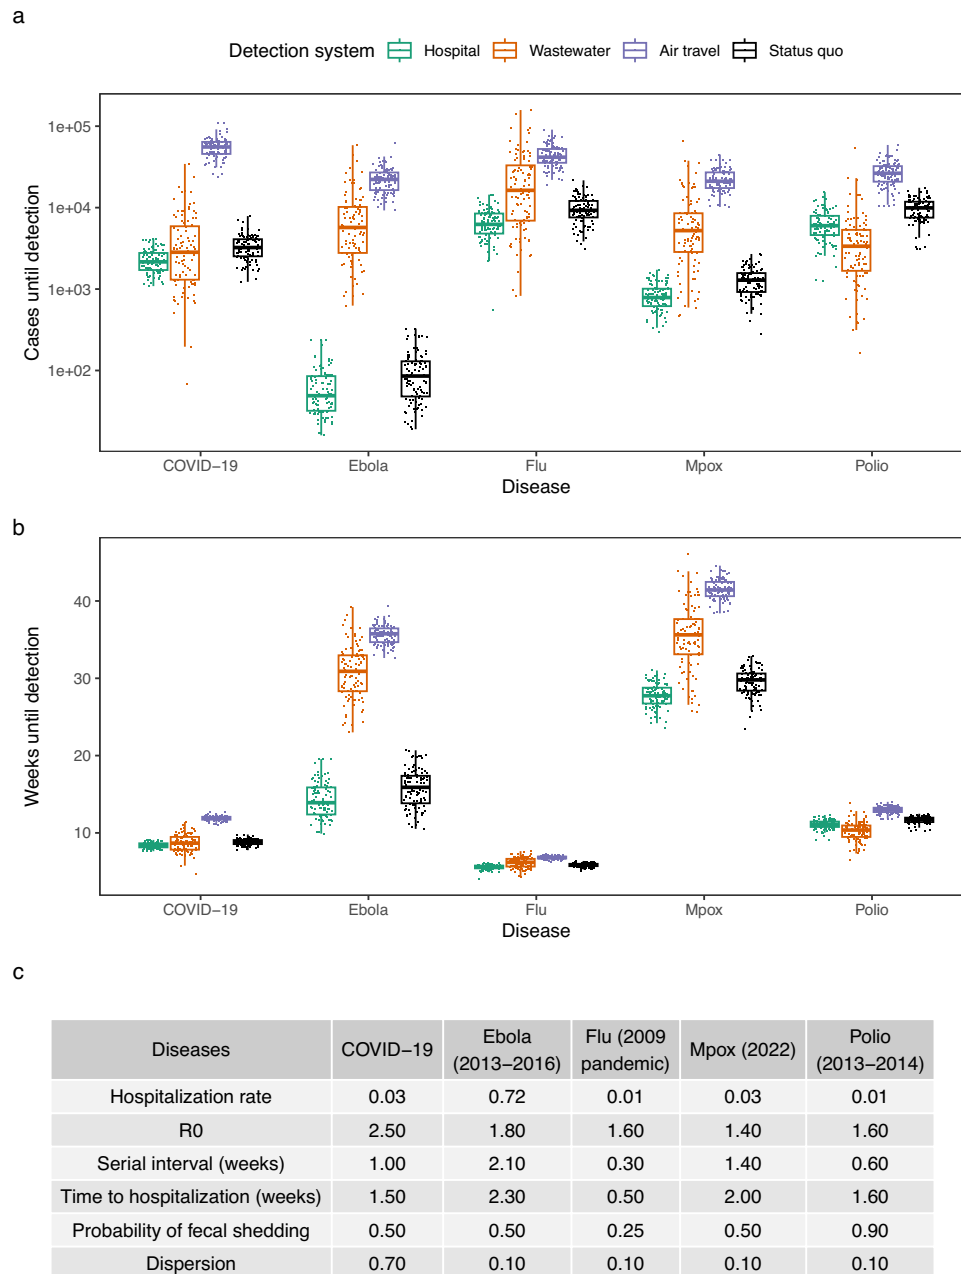 a
Detection system Hospital Wastewater Air travel Status quo
Cases until detection
1e+05
1e+04
1e+03
1e+02
COVID−19 Ebola Flu Mpox Polio
Disease
b
Weeks until detection
40
30
20
10
COVID−19 Ebola Flu Mpox Polio
Disease
c
Diseases COVID−19 Ebola (2013−2016) Flu (2009 pandemic) Mpox (2022) Polio (2013−2014)
Hospitalization rate 0.03 0.72 0.01 0.03 0.01
R0 2.50 1.80 1.60 1.40 1.60
Serial interval (weeks) 1.00 2.10 0.30 1.40 0.60
Time to hospitalization (weeks) 1.50 2.30 0.50 2.00 1.60
Probability of fecal shedding 0.50 0.50 0.25 0.50 0.90
Dispersion 0.70 0.10 0.10 0.10 0.10